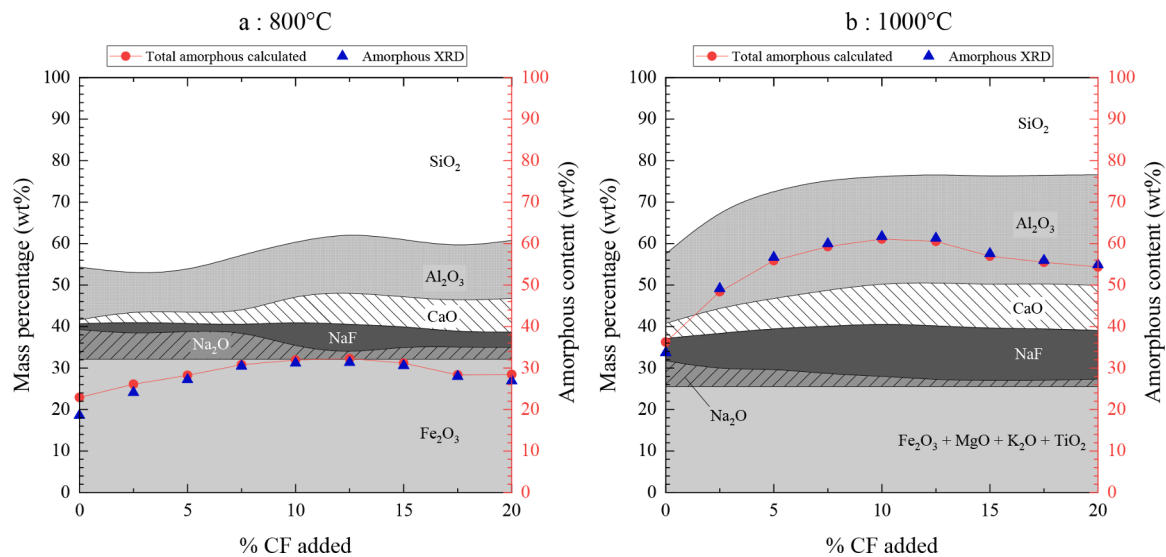 a : 800°C
Total amorphous calculated
Amorphous XRD
100
90
80
70
60
50
40
30
20
10
0
Mass percentage (wt%)
SiO₂
Al₂O₃
CaO
Na₂O
NaF
Fe₂O₃
100
90
80
70
60
50
40
30
20
10
0
Amorphous content (wt%)
0 5 10 15 20
% CF added
b : 1000°C
Total amorphous calculated
Amorphous XRD
100
90
80
70
60
50
40
30
20
10
0
Mass percentage (wt%)
SiO₂
Al₂O₃
CaO
NaF
Na₂O
Fe₂O₃ + MgO + K₂O + TiO₂
100
90
80
70
60
50
40
30
20
10
0
Amorphous content (wt%)
0 5 10 15 20
% CF added